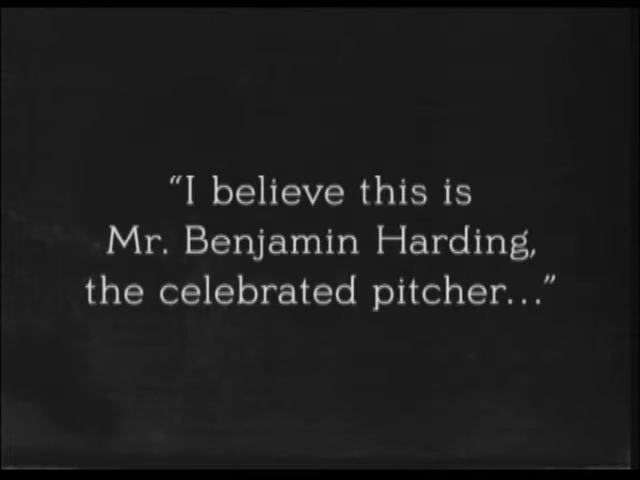 “I believe this is
Mr. Benjamin Harding,
the celebrated pitcher...”